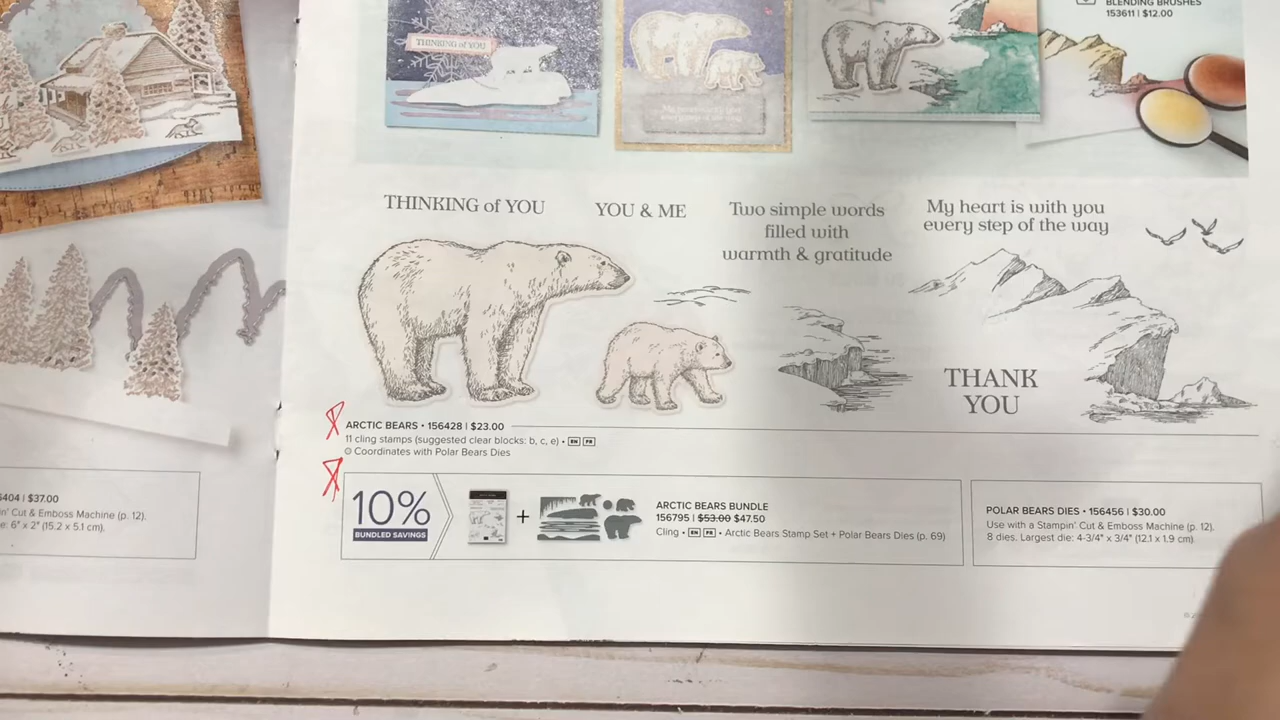 BLENDING BRUSHES
153611 | $12.00
THINKING of YOU
THINKING of YOU
YOU & ME
Two simple words
filled with
warmth & gratitude
My heart is with you
every step of the way
THANK
YOU
ARCTIC BEARS • 156428 | $23.00
11 cling stamps (suggested clear blocks: b, c, e) • EN FR
Coordinates with Polar Bears Dies
404 | $37.00
Cut & Emboss Machine (p. 12).
6" x 2" (15.2 x 5.1 cm).
10%
BUNDLED SAVINGS
+
ARCTIC BEARS BUNDLE
156795 | $53.00 $47.50
Cling • EN FR • Arctic Bears Stamp Set + Polar Bears Dies (p. 69)
POLAR BEARS DIES • 156456 | $30.00
Use with a Stampin' Cut & Emboss Machine (p. 12).
8 dies. Largest die: 4-3/4" x 3/4" (12.1 x 1.9 cm).